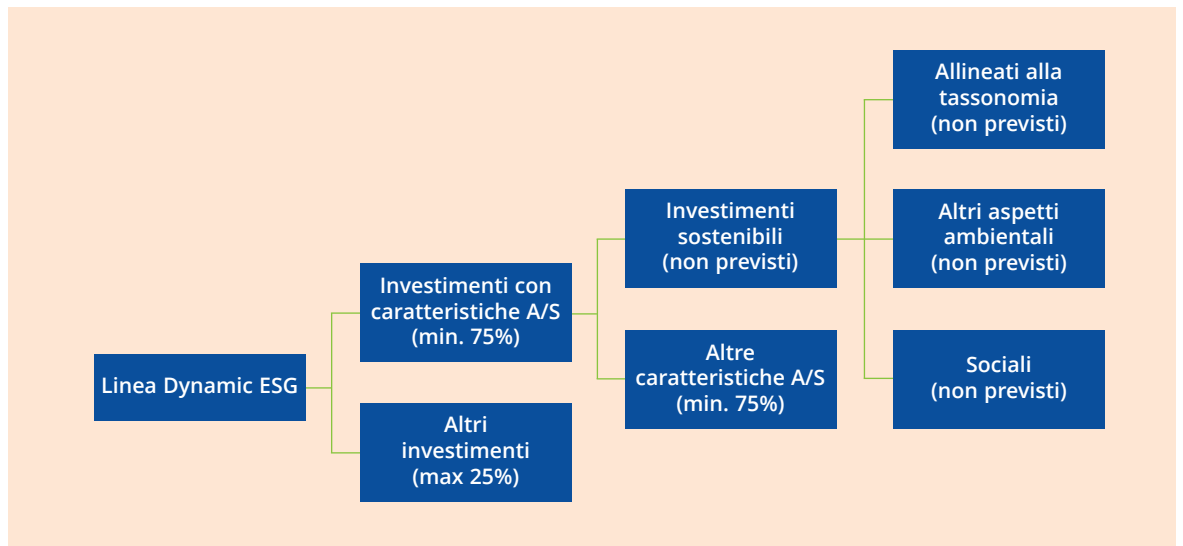 Linea Dynamic ESG
Investimenti con
caratteristiche A/S
(min. 75%)
Altri
investimenti
(max 25%)
Investimenti
sostenibili
(non previsti)
Altre
caratteristiche A/S
(min. 75%)
Allineati alla
tassonomia
(non previsti)
Altri aspetti
ambientali
(non previsti)
Sociali
(non previsti)